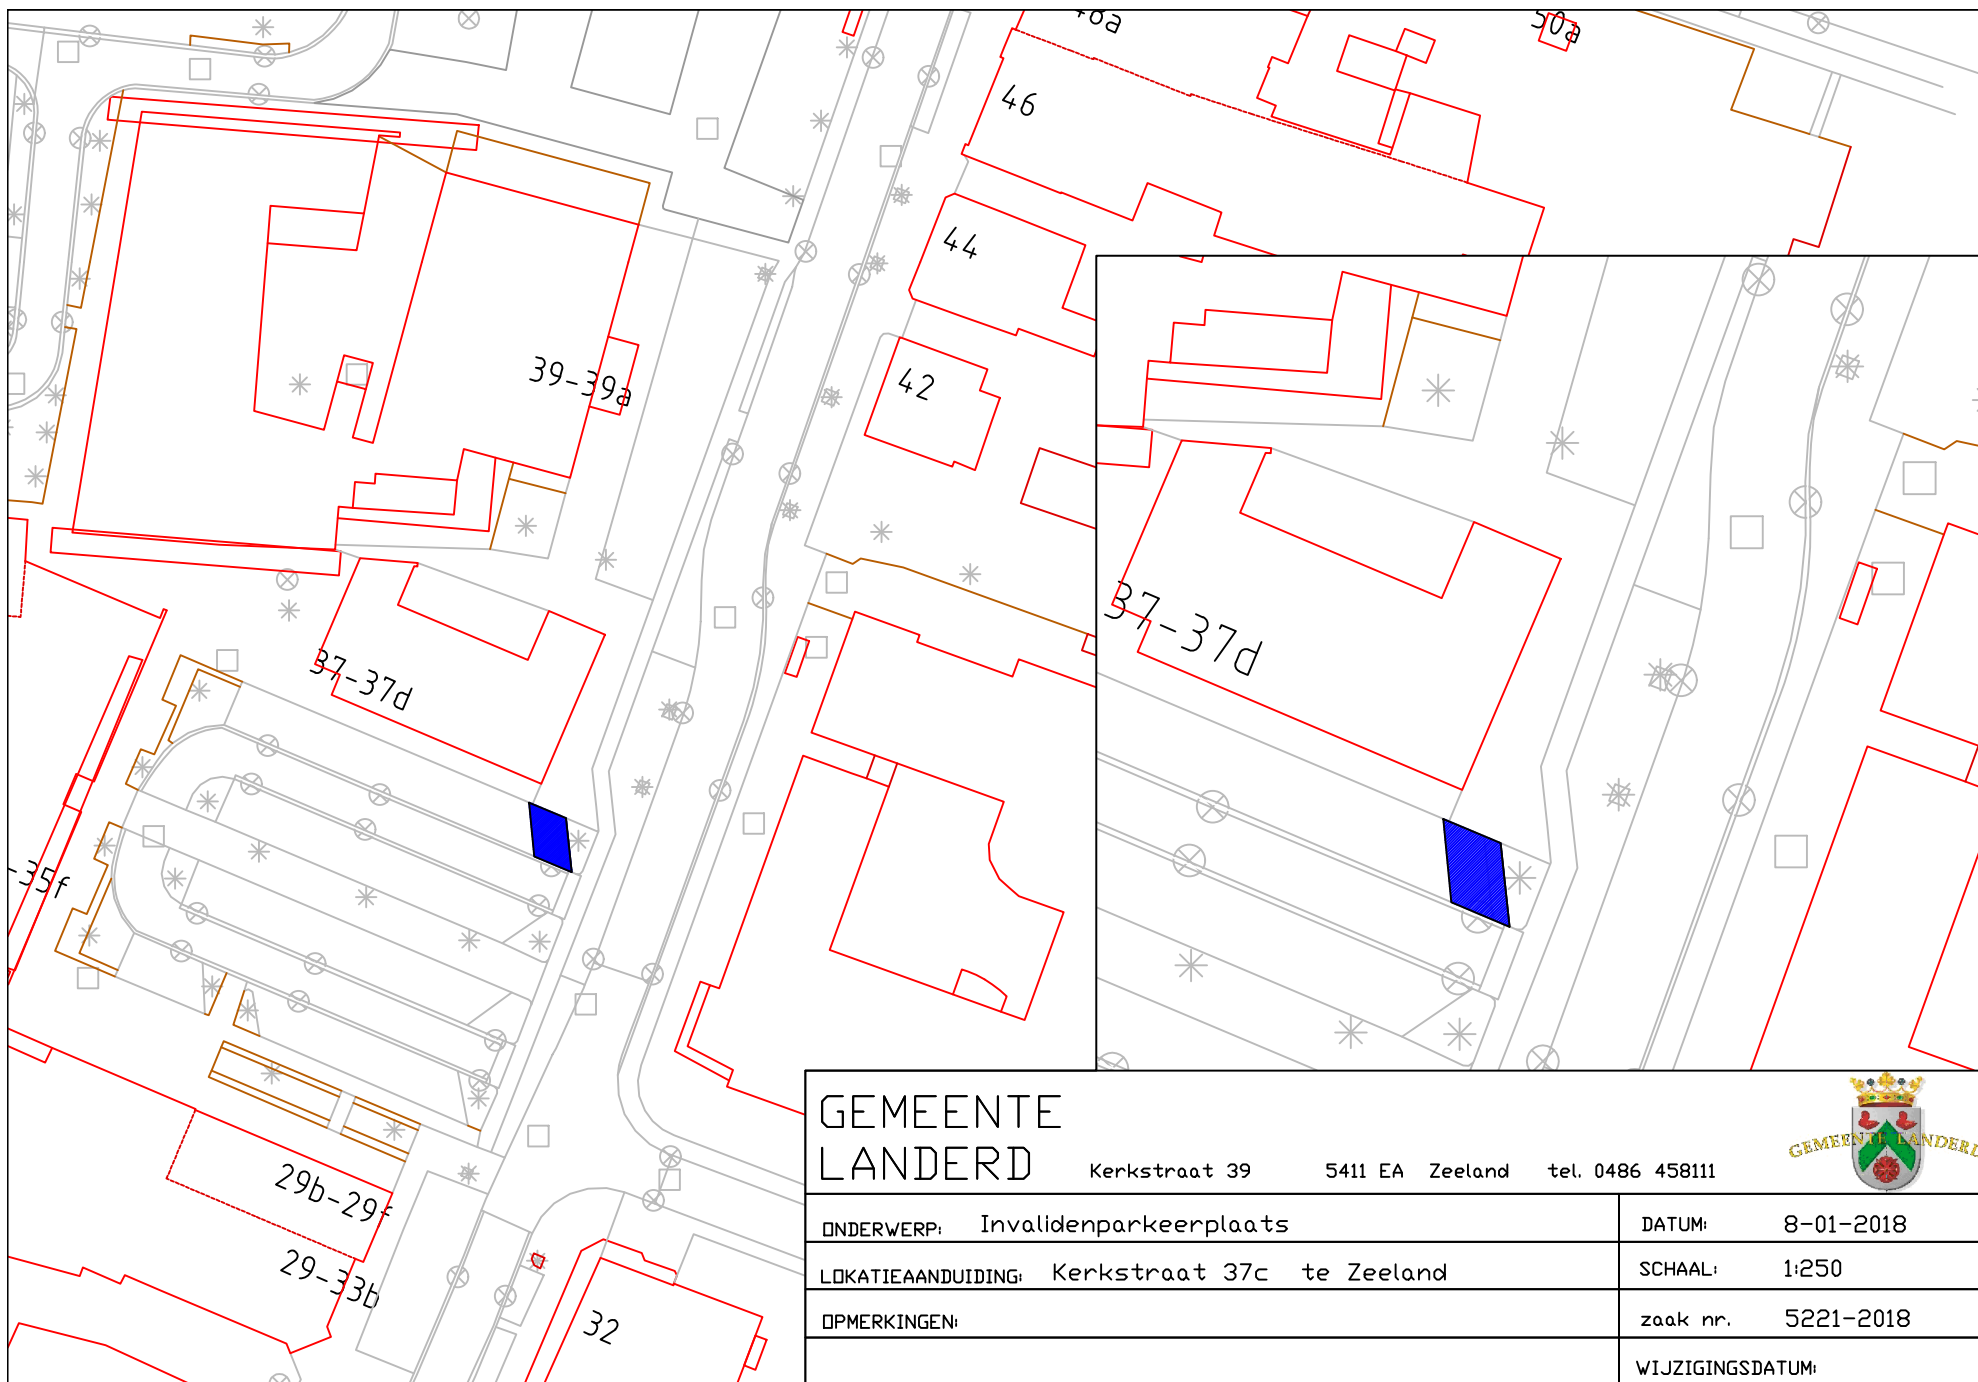 48a
50a
46
44
39-39a
42
37-37d
37-37d
-35f
29b-29f
29-33b
32
GEMEENTE
LANDERD
Kerkstraat 39 5411 EA Zeeland tel. 0486 458111
GEMEENTE LANDERD
ONDERWERP: Invalidenparkeerplaats
DATUM: 8-01-2018
LOKATIEAANDUIDING: Kerkstraat 37c te Zeeland
SCHAAL: 1:250
OPMERKINGEN:
zaak nr. 5221-2018
WIJZIGINGSDATUM: